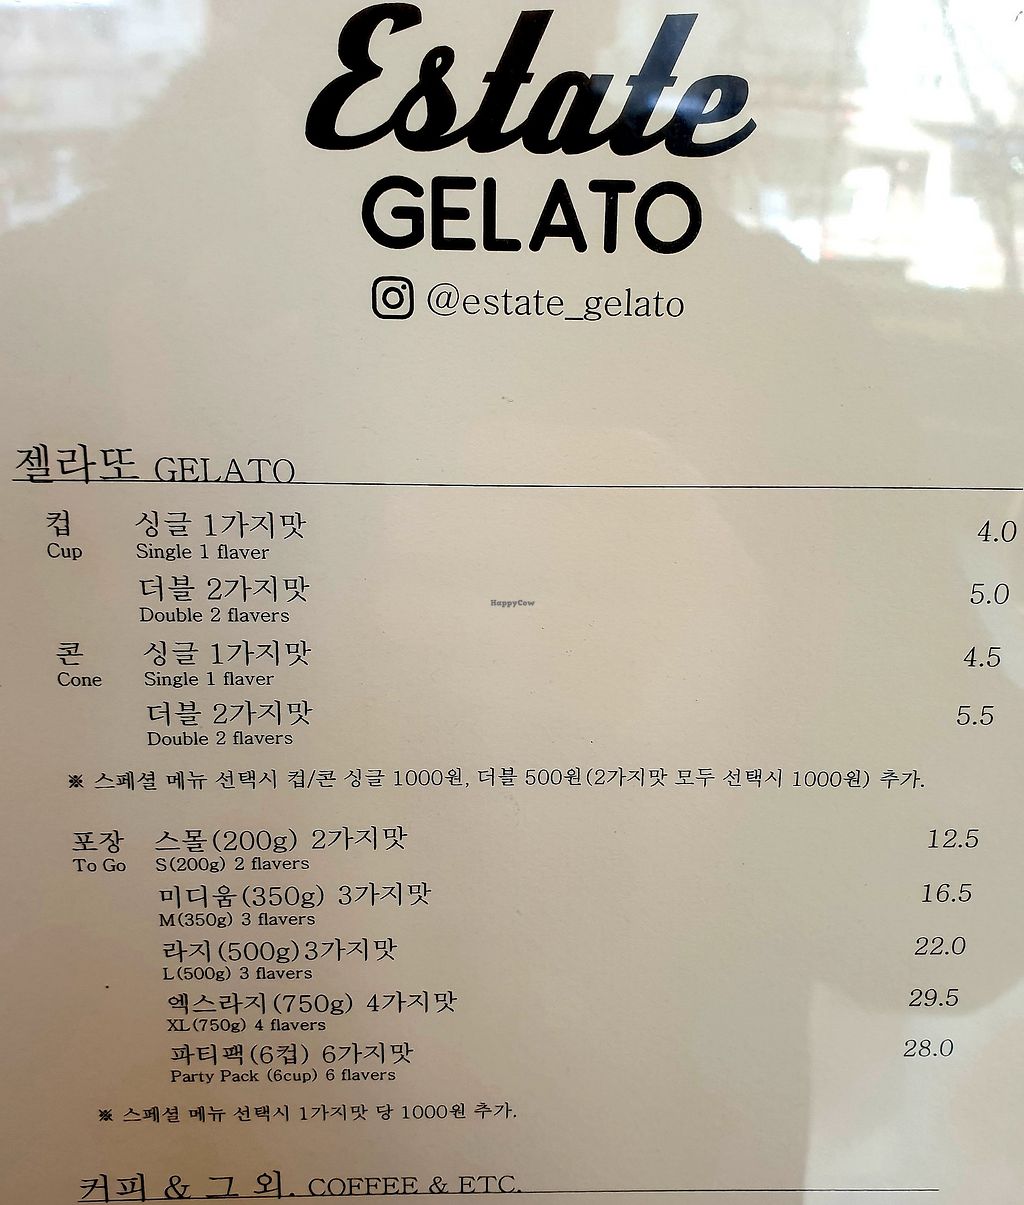 Estate
GELATO
@estate_gelato
젤라또 GELATO
컵 싱글 1가지맛 4.0
Cup Single 1 flaver
더블 2가지맛 5.0
Double 2 flavers
HappyCow
콘 싱글 1가지맛 4.5
Cone Single 1 flaver
더블 2가지맛 5.5
Double 2 flavers
※ 스페셜 메뉴 선택시 컵/콘 싱글 1000원, 더블 500원(2가지맛 모두 선택시 1000원) 추가.
포장 스몰(200g) 2가지맛 12.5
To Go S(200g) 2 flavers
미디움(350g) 3가지맛 16.5
M(350g) 3 flavers
라지(500g)3가지맛 22.0
L(500g) 3 flavers
엑스라지(750g) 4가지맛 29.5
XL(750g) 4 flavers
파티팩(6컵) 6가지맛 28.0
Party Pack (6cup) 6 flavers
※ 스페셜 메뉴 선택시 1가지맛 당 1000원 추가.
커피 & 그 외. COFFEE & ETC.